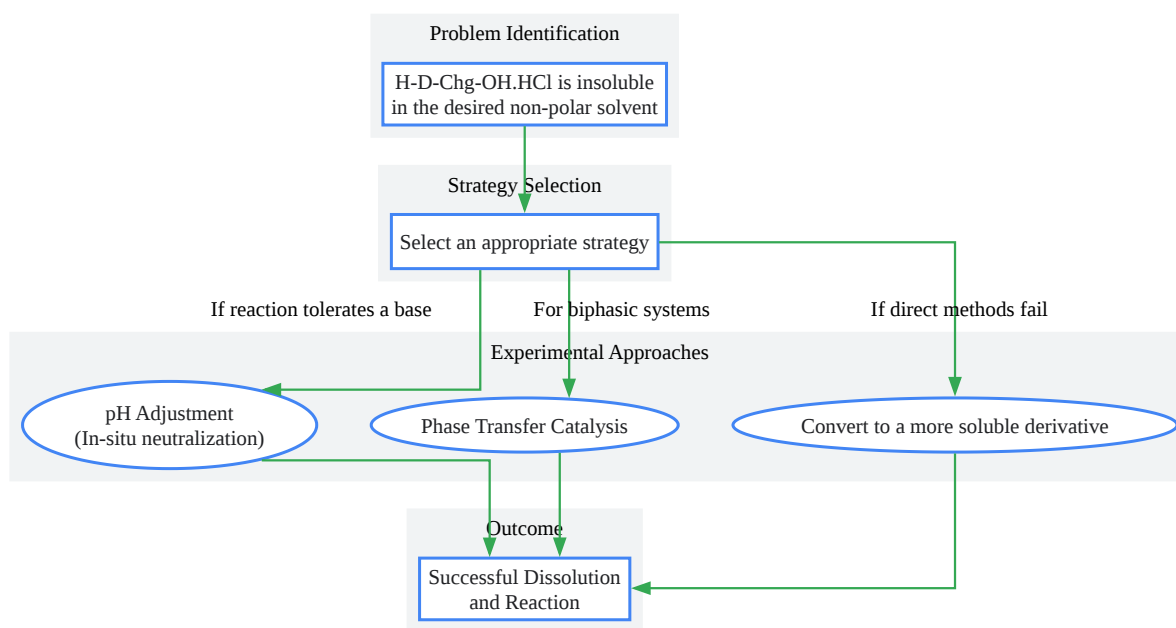 Problem Identification
H-D-Chg-OH.HCl is insoluble
in the desired non-polar solvent
Strategy Selection
Select an appropriate strategy
If reaction tolerates a base
For biphasic systems
If direct methods fail
Experimental Approaches
pH Adjustment
(In-situ neutralization)
Phase Transfer Catalysis
Convert to a more soluble derivative
Outcome
Successful Dissolution
and Reaction